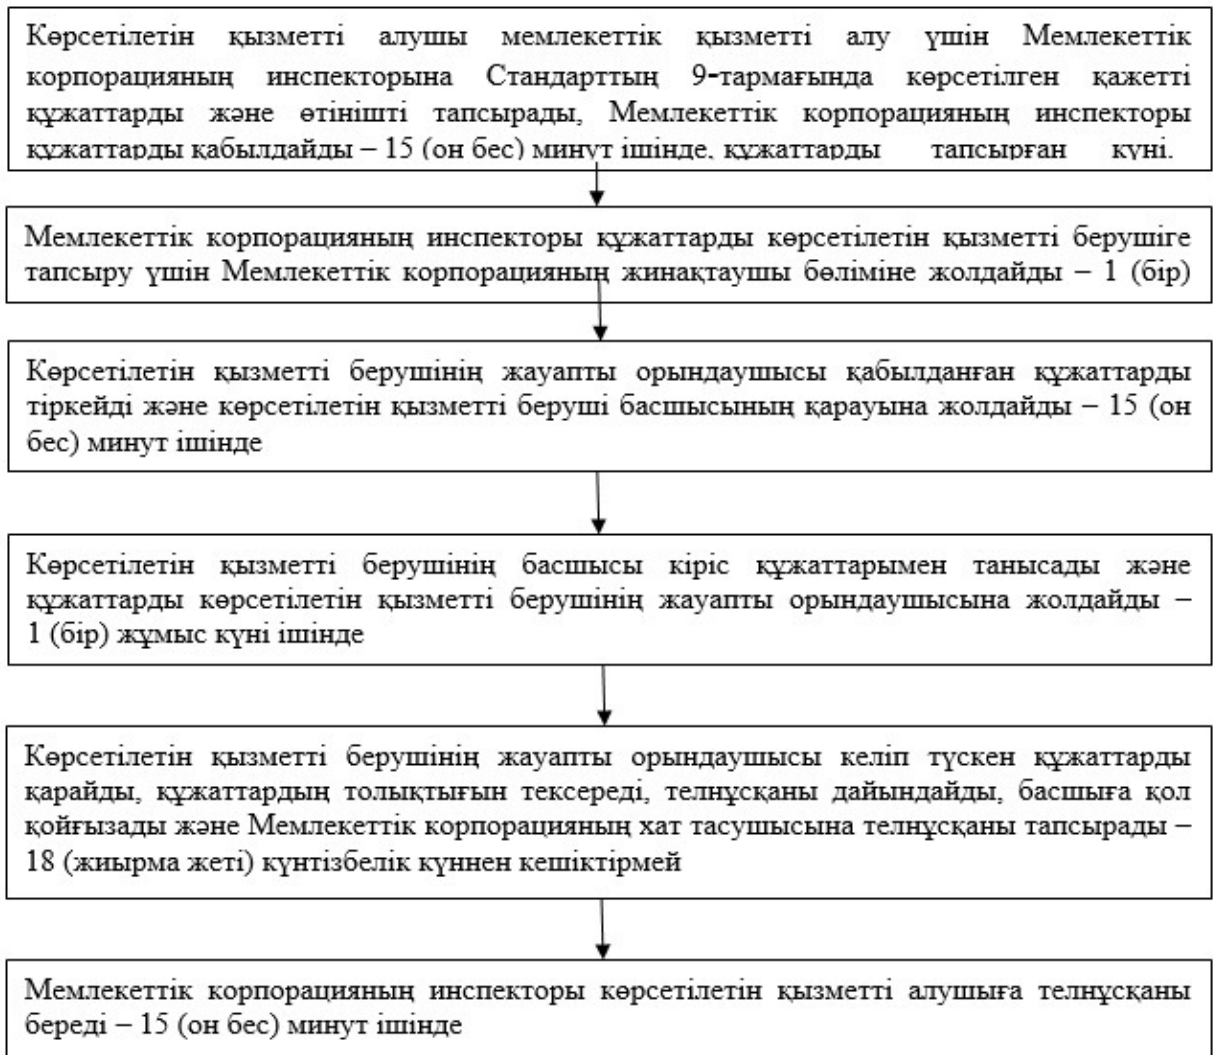 Көрсетілетін қызметті алушы мемлекеттік қызметті алу үшін Мемлекеттік
корпорацияның инспекторына Стандарттың 9-тармағында көрсетілген қажетті
құжаттарды және өтінішті тапсырады, Мемлекеттік корпорацияның инспекторы
құжаттарды қабылдайды – 15 (он бес) минут ішінде, құжаттарды тапсырған күні.
Мемлекеттік корпорацияның инспекторы құжаттарды көрсетілетін қызметті берушіге
тапсыру үшін Мемлекеттік корпорацияның жинақтаушы бөліміне жолдайды – 1 (бір)
Көрсетілетін қызметті берушінің жауапты орындаушысы қабылданған құжаттарды
тіркейді және көрсетілетін қызметті беруші басшысының қарауына жолдайды – 15 (он
бес) минут ішінде
Көрсетілетін қызметті берушінің басшысы кіріс құжаттарымен танысады және
құжаттарды көрсетілетін қызметті берушінің жауапты орындаушысына жолдайды –
1 (бір) жұмыс күні ішінде
Көрсетілетін қызметті берушінің жауапты орындаушысы келіп түскен құжаттарды
қарайды, құжаттардың толықтығын тексереді, телнұсқаны дайындайды, басшыға қол
қойғызады және Мемлекеттік корпорацияның хат тасушысына телнұсқаны тапсырады –
18 (жиырма жеті) күнтізбелік күннен кешіктірмей
Мемлекеттік корпорацияның инспекторы көрсетілетін қызметті алушыға телнұсқаны
береді – 15 (он бес) минут ішінде